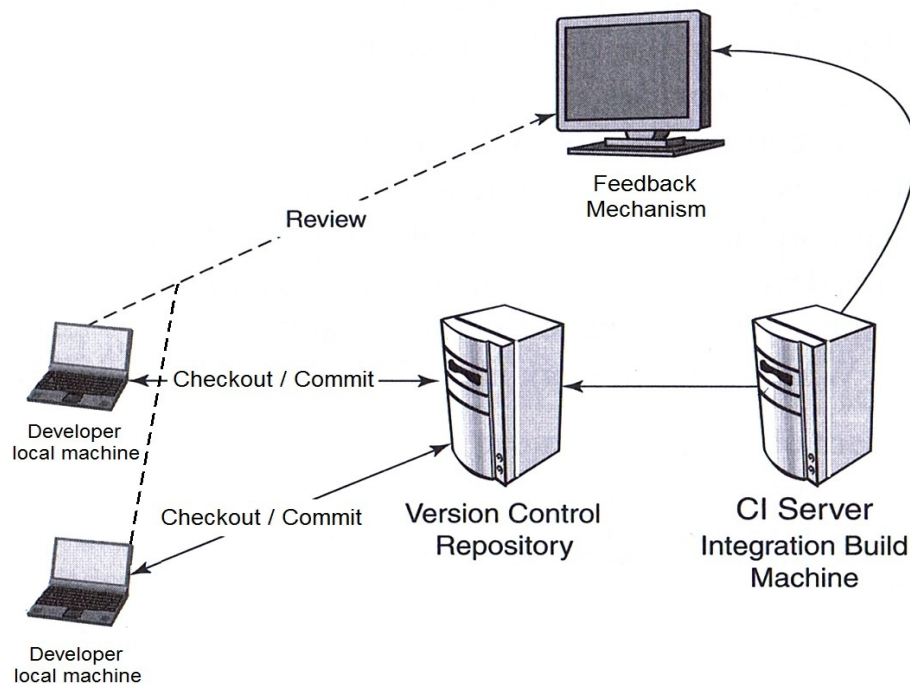 Feedback
Mechanism
Review
Checkout / Commit
Developer
local machine
Checkout / Commit
Version Control
Repository
CI Server
Integration Build
Machine
Developer
local machine